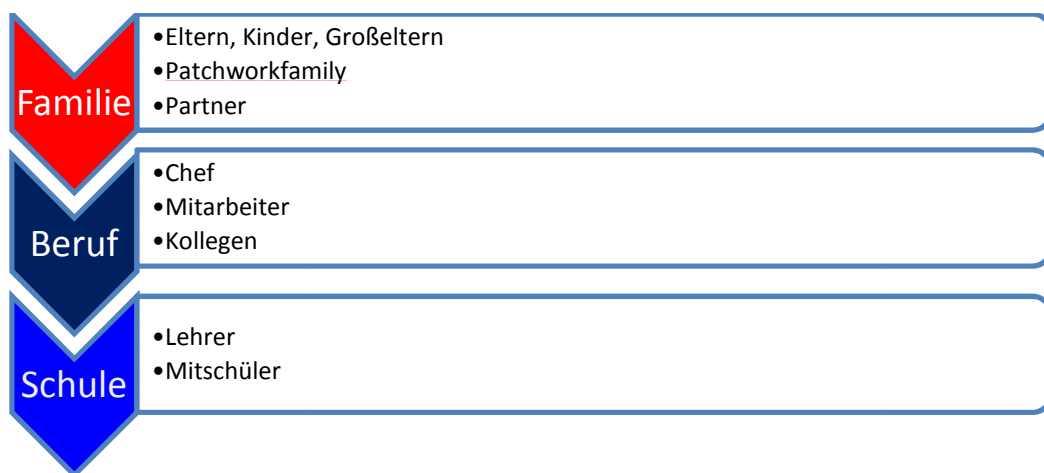 Familie
•Eltern, Kinder, Großeltern
•Patchworkfamily
•Partner
Beruf
•Chef
•Mitarbeiter
•Kollegen
Schule
•Lehrer
•Mitschüler